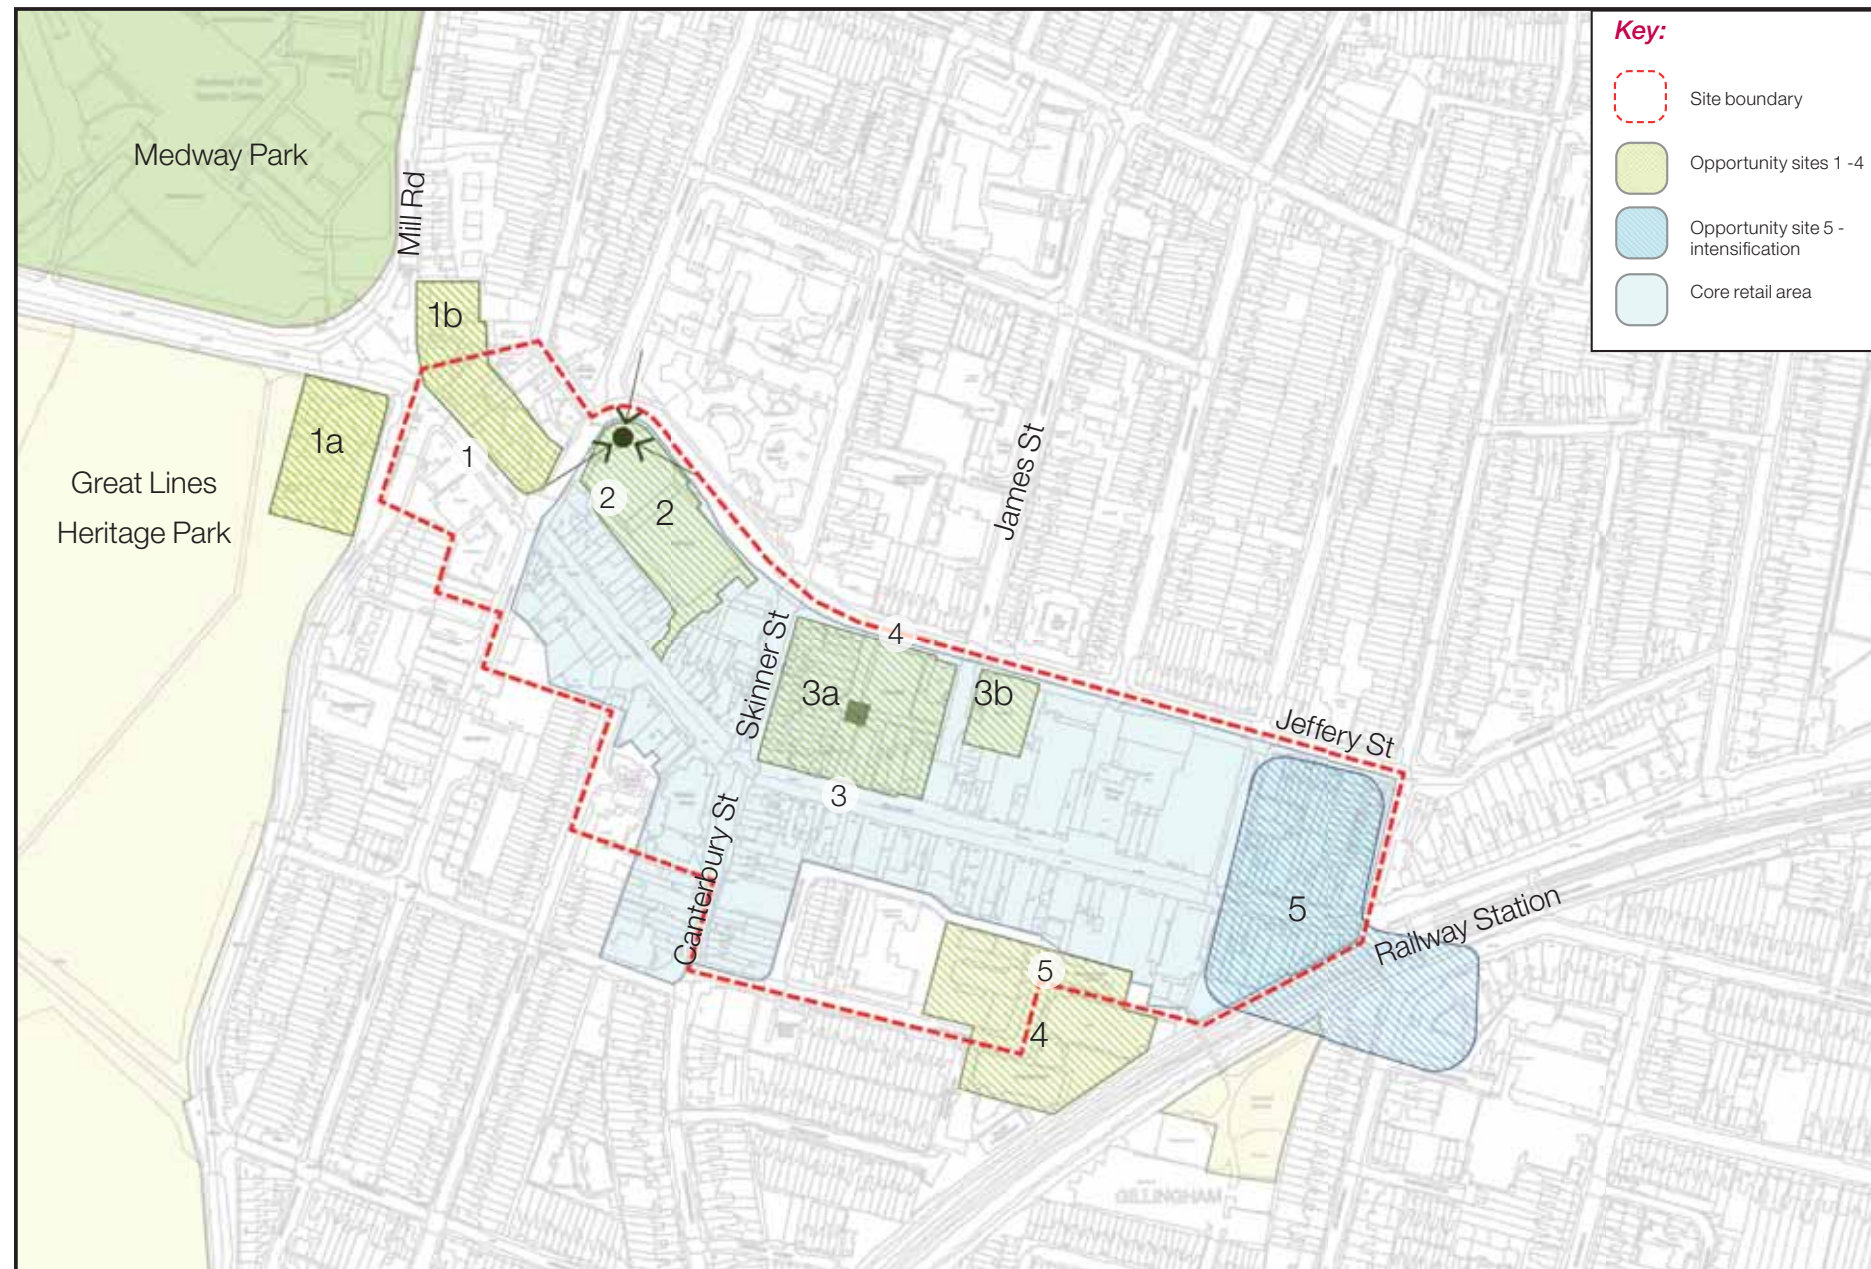 Key:
Site boundary
Opportunity sites 1 -4
Opportunity site 5 -
intensification
Core retail area
Medway Park
Mill Rd
1b
1a
1
Great Lines
Heritage Park
2
2
James St
Skinner St
4
3a
3b
Jeffery St
3
Canterbury St
5
Railway Station
5
4
GILLINGHAM